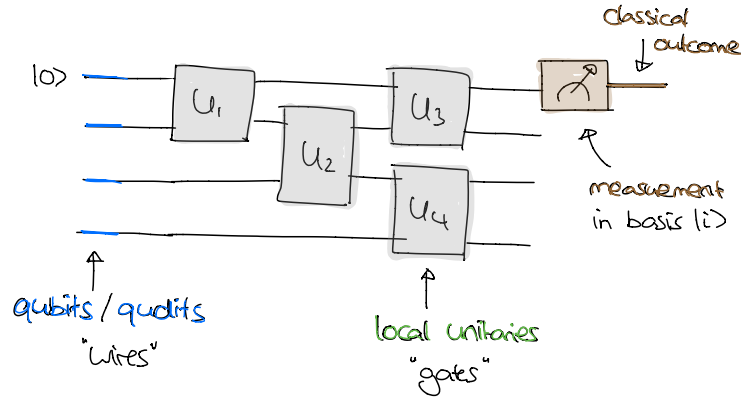 classical
outcome
|0>
U1
U2
U3
U4
measurement
in basis |i>
qubits/qudits
"wires"
local unitaries
"gates"